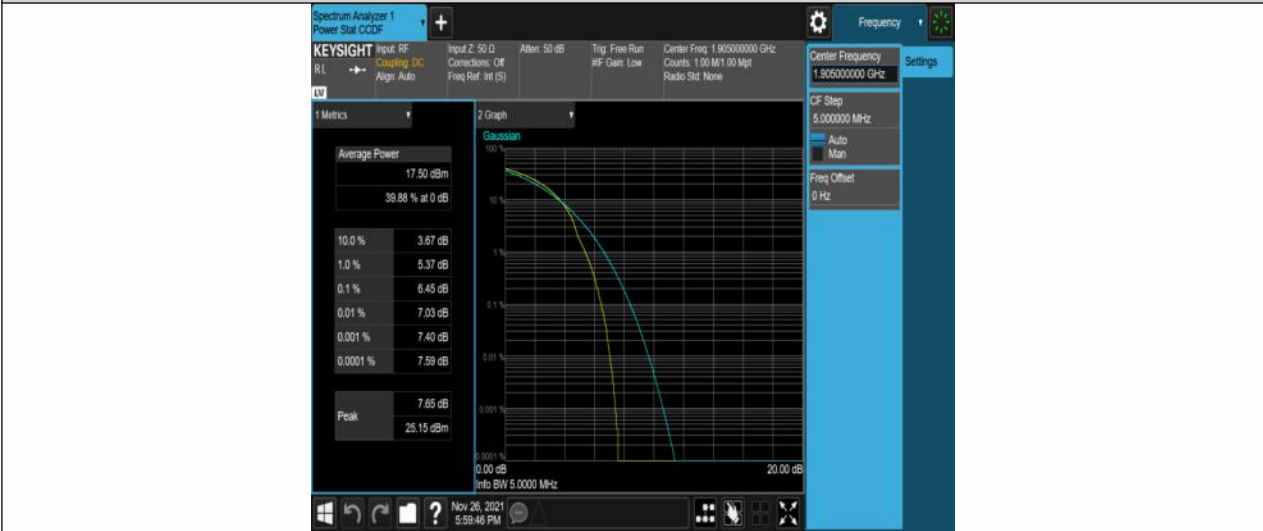 Spectrum Analyzer 1
Power Stat CCDF
+
Frequency
KEYSIGHT
R L
LV
Input: RF
Coupling: DC
Align: Auto
Input Z: 50 Ω
Corrections: Off
Freq Ref: Int (S)
Atten: 50 dB
Trig: Free Run
#IF Gain: Low
Center Freq: 1.905000000 GHz
Counts: 1.00 M/1.00 Mpt
Radio Std: None
Center Frequency
1.905000000 GHz
Settings
CF Step
5.000000 MHz
Auto
Man
Freq Offset
0 Hz
1 Metrics
Average Power
17.50 dBm
39.88 % at 0 dB
10.0 % 3.67 dB
1.0 % 5.37 dB
0.1 % 6.45 dB
0.01 % 7.03 dB
0.001 % 7.40 dB
0.0001 % 7.59 dB
Peak 7.65 dB
25.15 dBm
2 Graph
Gaussian
100 %
10 %
1 %
0.1 %
0.01 %
0.001 %
0.0001 %
0.00 dB 20.00 dB
Info BW 5.0000 MHz
?
Nov 26, 2021
5:59:46 PM